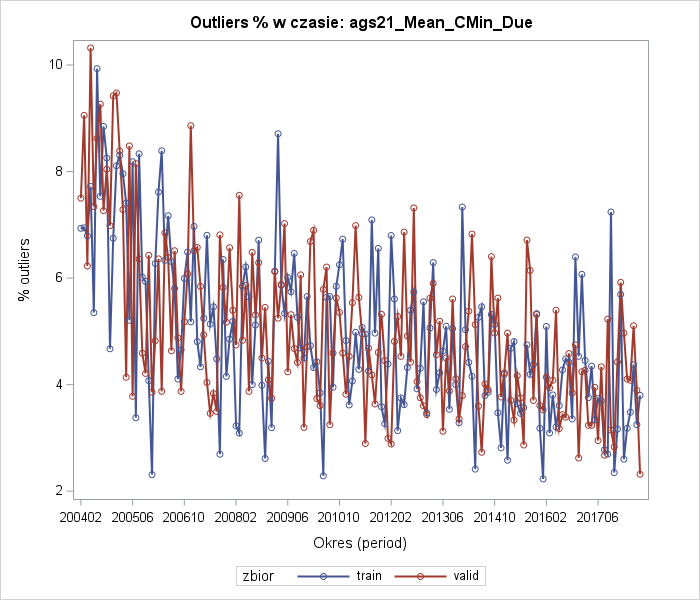 Outliers % w czasie: ags21_Mean_CMin_Due
10
8
6
4
2
% outliers
200402 200506 200610 200802 200906 201010 201202 201306 201410 201602 201706
Okres (period)
zbior train valid